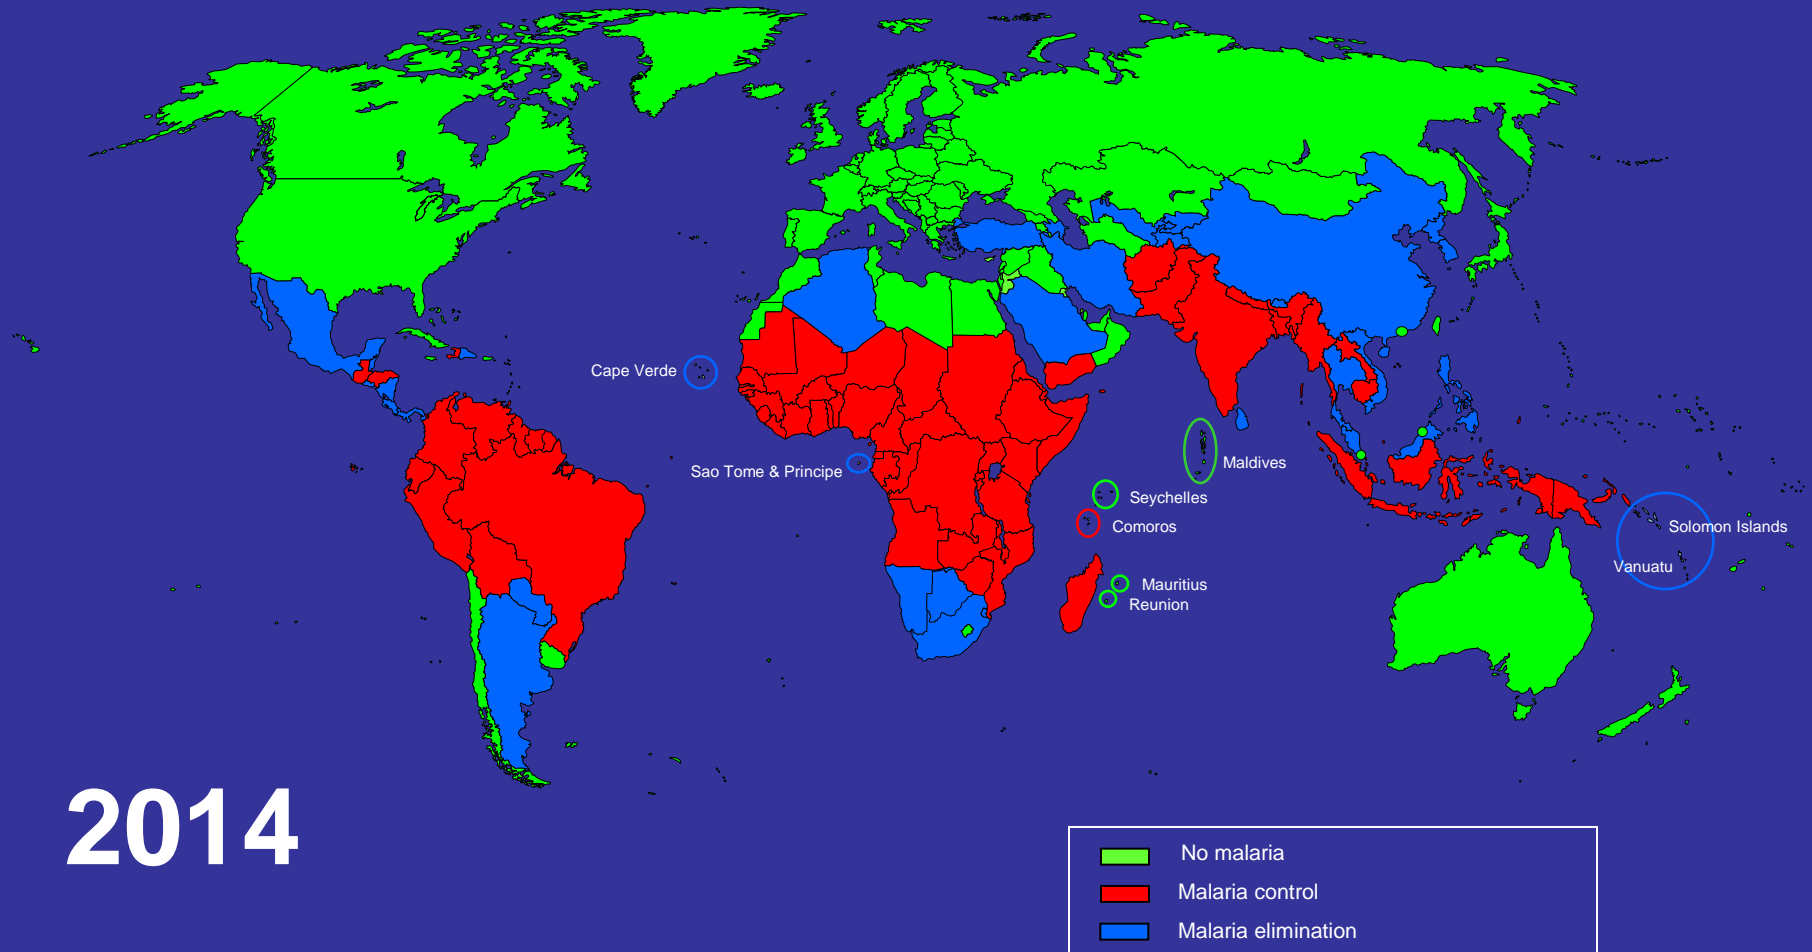 Cape Verde
Sao Tome & Principe
Maldives
Seychelles
Comoros
Solomon Islands
Vanuatu
Mauritius
Reunion
2014
No malaria
Malaria control
Malaria elimination